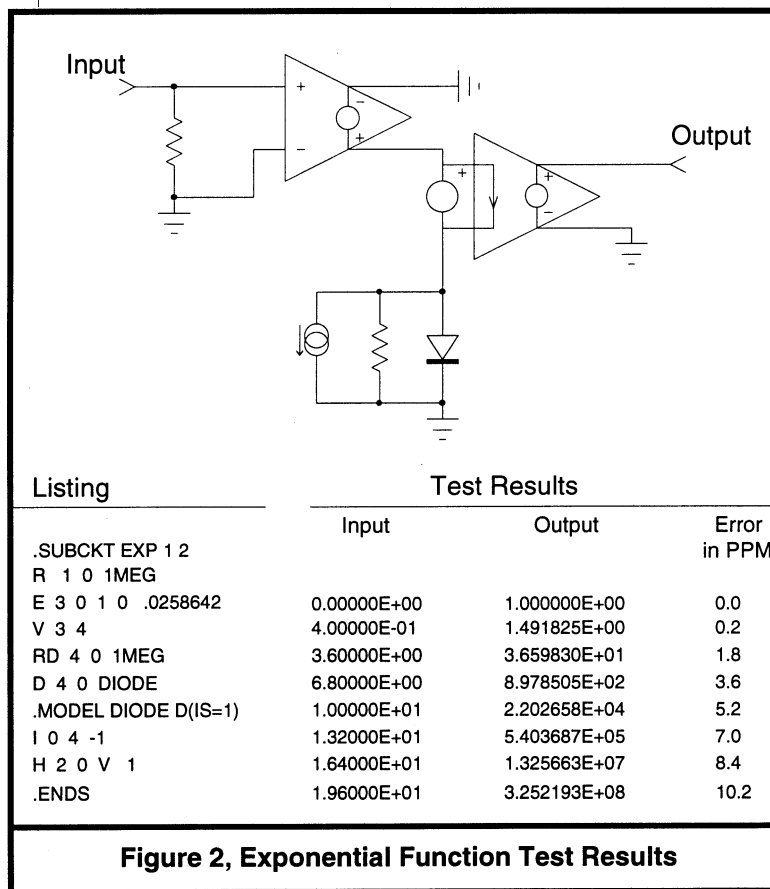 Input
+
−
−
+
+
+
−
Output
Listing
Test Results
Input Output Error in PPM
.SUBCKT EXP 1 2
R 1 0 1MEG
E 3 0 1 0 .0258642 0.00000E+00 1.000000E+00 0.0
V 3 4 4.00000E-01 1.491825E+00 0.2
RD 4 0 1MEG 3.60000E+00 3.659830E+01 1.8
D 4 0 DIODE 6.80000E+00 8.978505E+02 3.6
.MODEL DIODE D(IS=1) 1.00000E+01 2.202658E+04 5.2
I 0 4 -1 1.32000E+01 5.403687E+05 7.0
H 2 0 V 1 1.64000E+01 1.325663E+07 8.4
.ENDS 1.96000E+01 3.252193E+08 10.2
Figure 2, Exponential Function Test Results